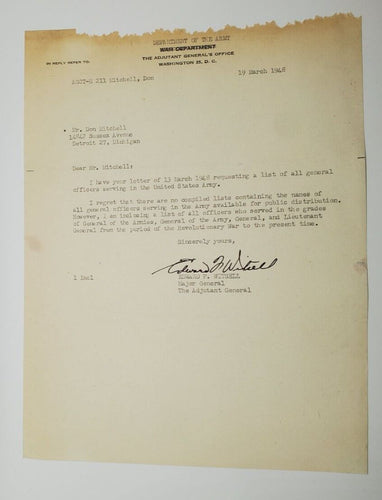 DEPARTMENT OF THE ARMY
WAR DEPARTMENT
THE ADJUTANT GENERAL'S OFFICE
WASHINGTON 25, D. C.
IN REPLY REFER TO:
211 Mitchell, Don
19 March 1948
Mr. Don Mitchell
14842 Sussex Avenue
Detroit 27, Michigan
Dear Mr. Mitchell:
I have your letter of 13 March 1948 requesting a list of all general
officers serving in the United States Army.
I regret that there are no compiled lists containing the names of
all general officers serving in the Army available for public distribution.
However, I am inclosing a list of all officers who served in the grades
of General of the Armies, General of the Army, General, and Lieutenant
General from the period of the Revolutionary War to the present time.
Sincerely yours,
Edward F Witsell
1 Incl
EDWARD F. WITSELL
Major General
The Adjutant General